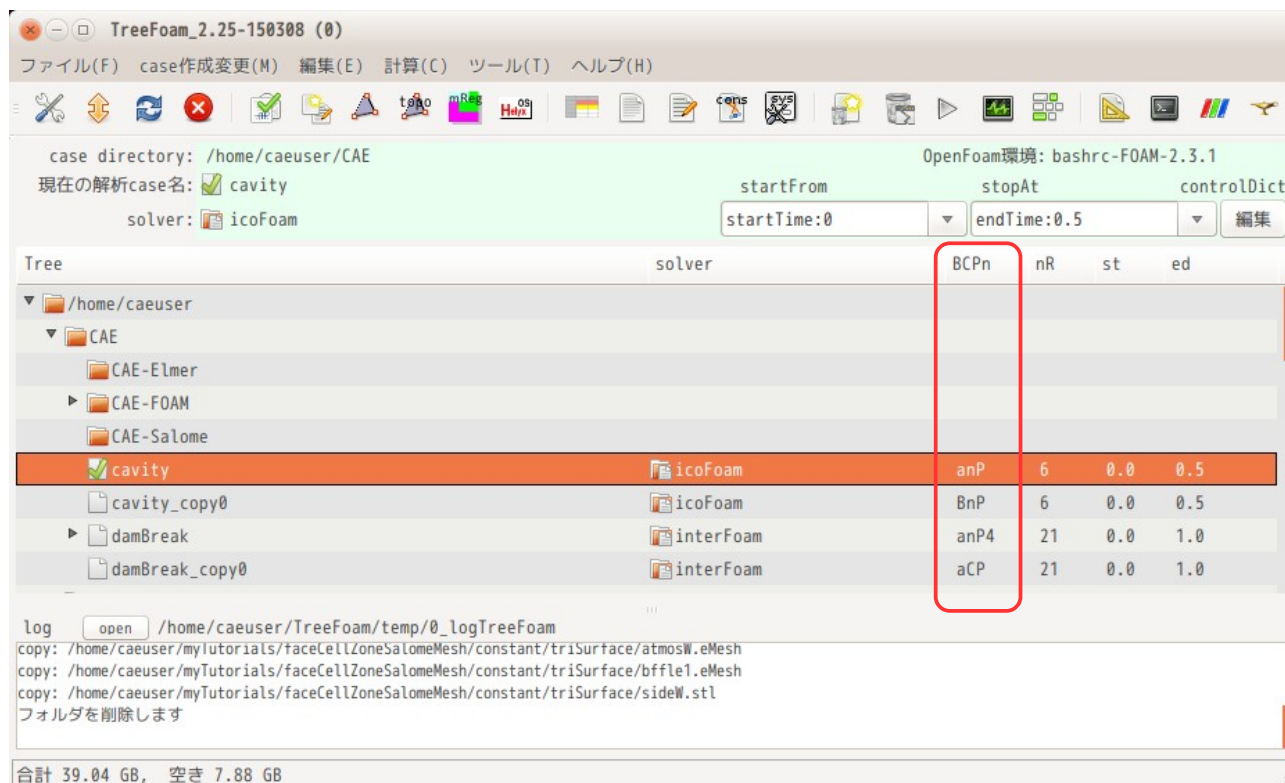 TreeFoam_2.25-150308 (0)
ファイル(F) case作成変更(M) 編集(E) 計算(C) ツール(T) ヘルプ(H)
topo mReg Helyx OS cons sys
case directory: /home/caeuser/CAE OpenFoam環境: bashrc-FOAM-2.3.1
現在の解析case名: cavity startFrom stopAt controlDict
solver: icoFoam startTime:0 endTime:0.5 編集
Tree solver BCPn nR st ed
/home/caeuser
CAE
CAE-Elmer
CAE-FOAM
CAE-Salome
cavity icoFoam anP 6 0.0 0.5
cavity_copy0 icoFoam BnP 6 0.0 0.5
damBreak interFoam anP4 21 0.0 1.0
damBreak_copy0 interFoam aCP 21 0.0 1.0
log open /home/caeuser/TreeFoam/temp/0_logTreeFoam
copy: /home/caeuser/myTutorials/faceCellZoneSalomeMesh/constant/triSurface/atmosW.eMesh
copy: /home/caeuser/myTutorials/faceCellZoneSalomeMesh/constant/triSurface/bffle1.eMesh
copy: /home/caeuser/myTutorials/faceCellZoneSalomeMesh/constant/triSurface/sideW.stl
フォルダを削除します
合計 39.04 GB, 空き 7.88 GB